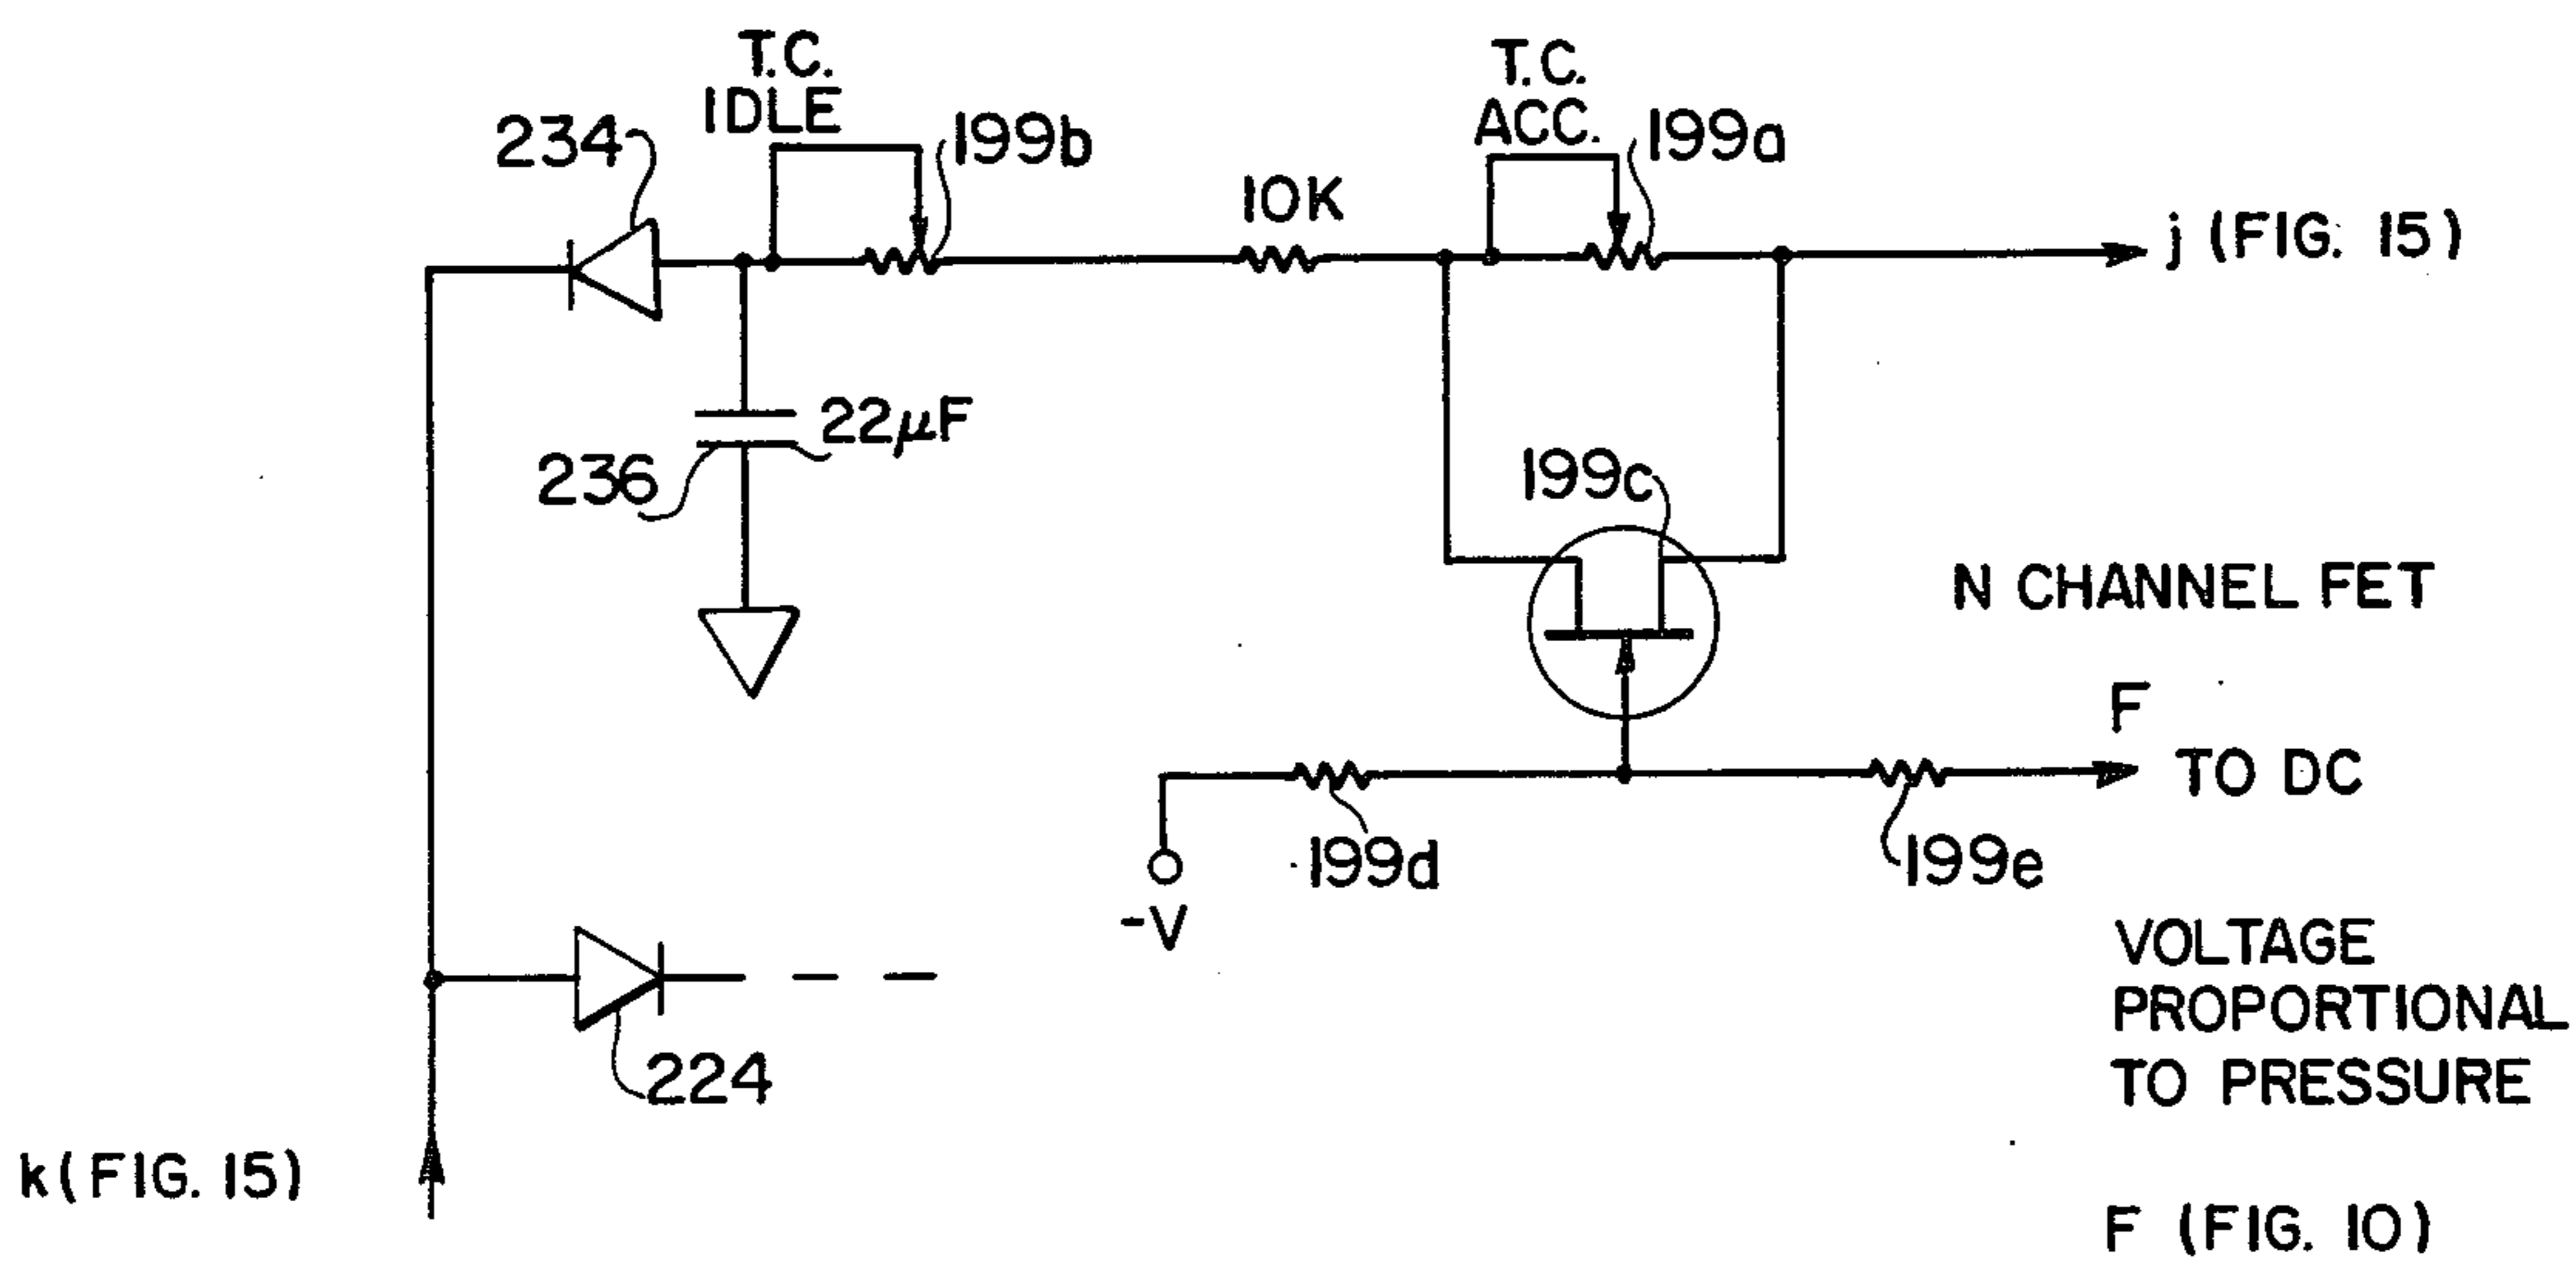 T.C.
IDLE
234
199b
T.C.
ACC.
199a
10K
j (FIG. 15)
22μF
236
199c
N CHANNEL FET
F
TO DC
199d
199e
-V
VOLTAGE
PROPORTIONAL
TO PRESSURE
224
k(FIG. 15)
F (FIG. 10)